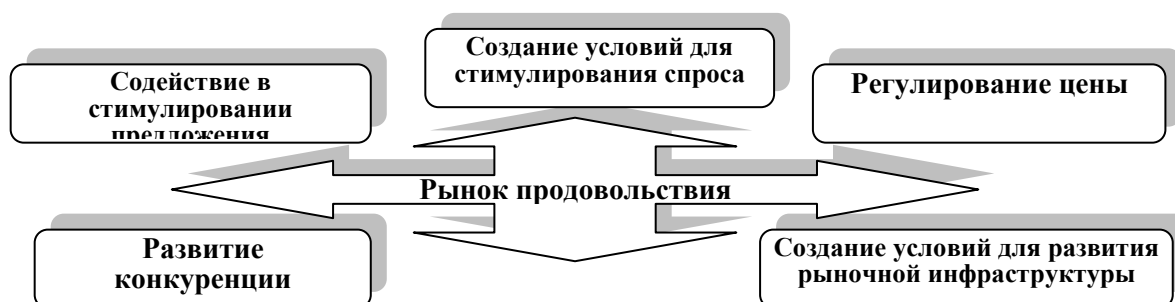 Создание условий для
стимулирования спроса
Содействие в
стимулировании
предложения
Регулирование цены
Рынок продовольствия
Развитие
конкуренции
Создание условий для развития
рыночной инфраструктуры